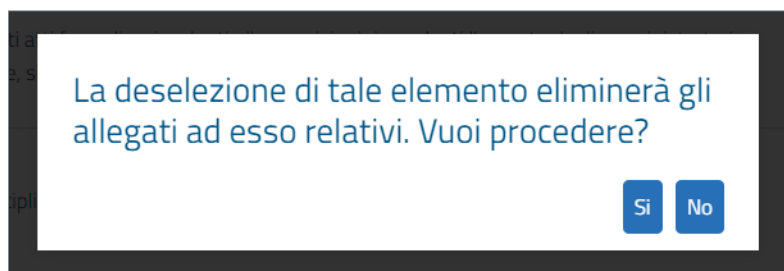 La deselezione di tale elemento eliminerà gli
allegati ad esso relativi. Vuoi procedere?
Si No